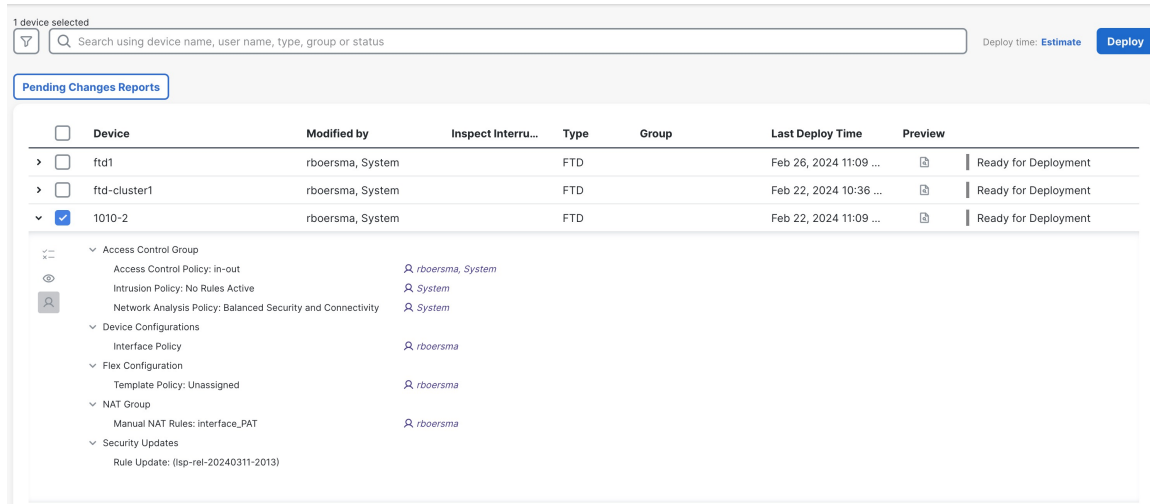 1 device selected
Search using device name, user name, type, group or status
Deploy time: Estimate
Deploy
Pending Changes Reports
Device Modified by Inspect Interru... Type Group Last Deploy Time Preview
ftd1 rboersma, System FTD Feb 26, 2024 11:09 ... Ready for Deployment
ftd-cluster1 rboersma, System FTD Feb 22, 2024 10:36 ... Ready for Deployment
1010-2 rboersma, System FTD Feb 22, 2024 11:09 ... Ready for Deployment
Access Control Group
Access Control Policy: in-out rboersma, System
Intrusion Policy: No Rules Active System
Network Analysis Policy: Balanced Security and Connectivity System
Device Configurations
Interface Policy rboersma
Flex Configuration
Template Policy: Unassigned rboersma
NAT Group
Manual NAT Rules: interface_PAT rboersma
Security Updates
Rule Update: (lsp-rel-20240311-2013)